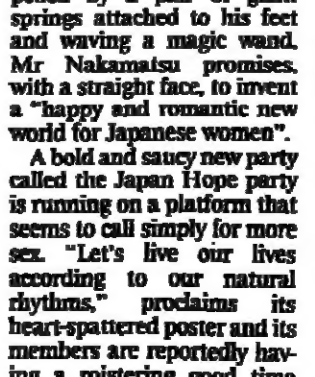 springs attached to his feet
and waving a magic wand.
Mr Nakamatsu promises,
with a straight face, to invent
a "happy and romantic new
world for Japanese women".
A bold and saucy new party
called the Japan Hope party
is running on a platform that
seems to call simply for more
sex. "Let's live our lives
according to our natural
rhythms," proclaims its
heart-spattered poster and its
members are reportedly hav-
ing a roistering good time